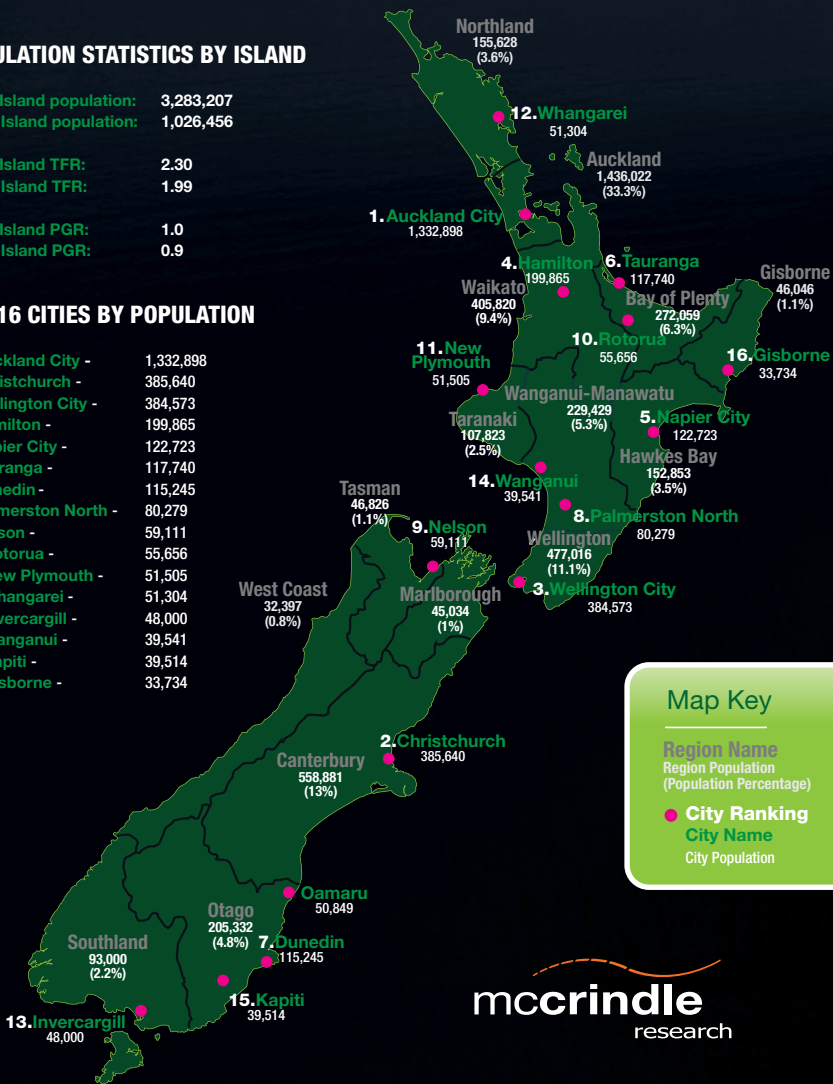 ULATION STATISTICS BY ISLAND
Island population: 3,283,207
Island population: 1,026,456
Island TFR: 2.30
Island TFR: 1.99
Island PGR: 1.0
Island PGR: 0.9
16 CITIES BY POPULATION
ckland City - 1,332,898
ristchurch - 385,640
llington City - 384,573
milton - 199,865
pier City - 122,723
uranga - 117,740
nedin - 115,245
lmerston North - 80,279
lson - 59,111
otorua - 55,656
ew Plymouth - 51,505
hangarei - 51,304
vercargill - 48,000
anganui - 39,541
apiti - 39,514
sborne - 33,734
Northland
155,628
(3.6%)
12.Whangarei
51,304
Auckland
1,436,022
(33.3%)
1.Auckland City
1,332,898
4.Hamilton
199,865
6.Tauranga
117,740
Gisborne
46,046
(1.1%)
Waikato
405,820
(9.4%)
Bay of Plenty
272,059
(6.3%)
10.Rotorua
55,656
11.New
Plymouth
51,505
16.Gisborne
33,734
Wanganui-Manawatu
229,429
(5.3%)
Taranaki
107,823
(2.5%)
5.Napier City
122,723
Hawkes Bay
152,853
(3.5%)
14.Wanganui
39,541
8.Palmerston North
80,279
Tasman
46,826
(1.1%)
9.Nelson
59,111
Wellington
477,016
(11.1%)
3.Wellington City
384,573
West Coast
32,397
(0.8%)
Marlborough
45,034
(1%)
2.Christchurch
385,640
Canterbury
558,881
(13%)
Oamaru
50,849
Otago
205,332
(4.8%)
7.Dunedin
115,245
Southland
93,000
(2.2%)
15.Kapiti
39,514
13.Invercargill
48,000
Map Key
Region Name
Region Population
(Population Percentage)
City Ranking
City Name
City Population
mccrindle
research